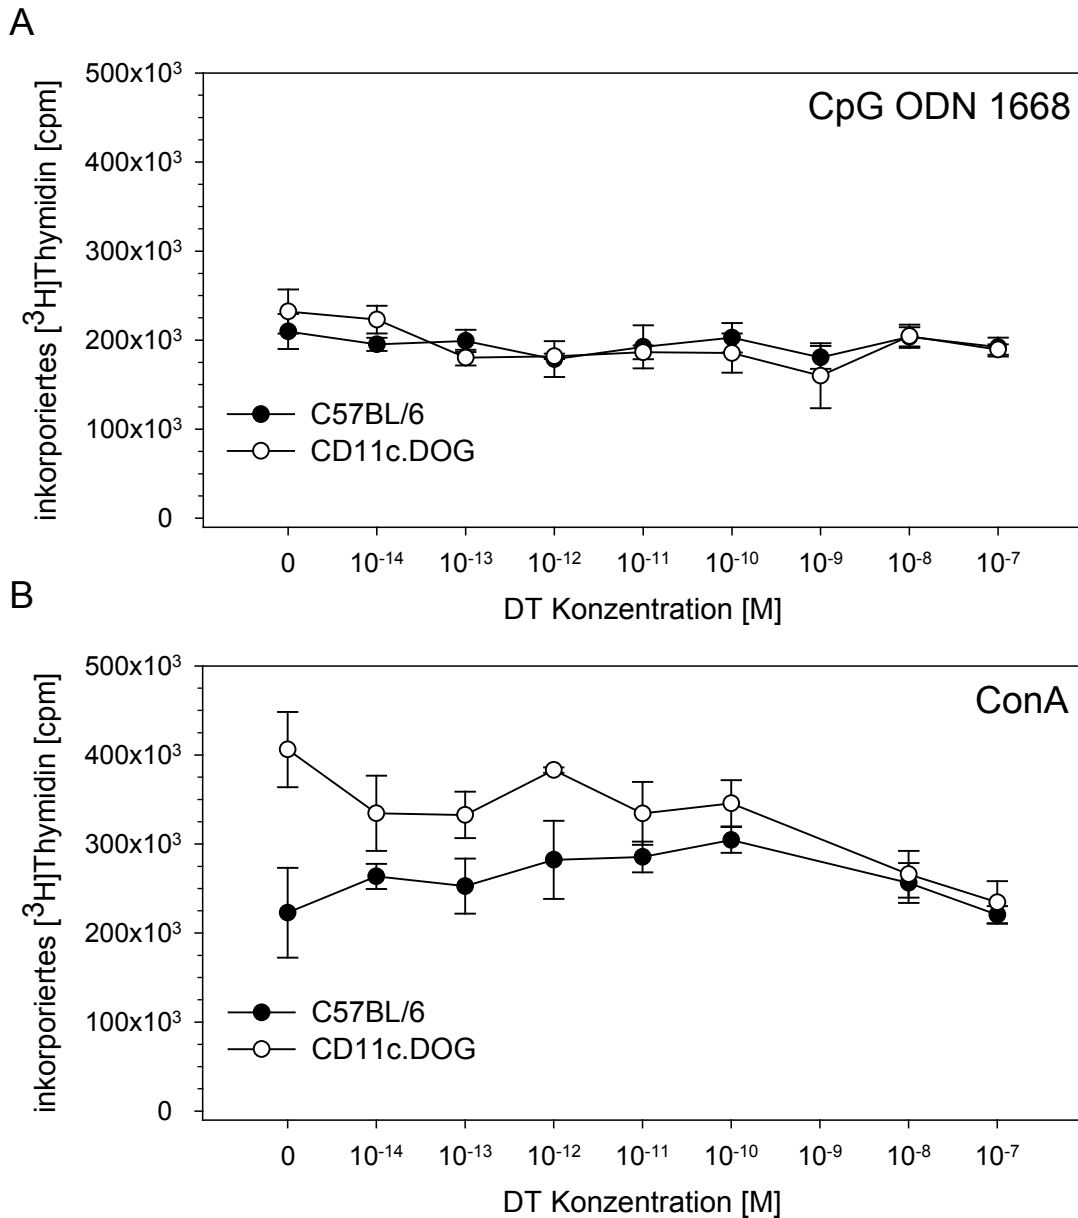 A
500x10³
CpG ODN 1668
400x10³
300x10³
200x10³
100x10³
0
inkorporiertes [³H]Thymidin [cpm]
C57BL/6
CD11c.DOG
0 10⁻¹⁴ 10⁻¹³ 10⁻¹² 10⁻¹¹ 10⁻¹⁰ 10⁻⁹ 10⁻⁸ 10⁻⁷
DT Konzentration [M]
B
500x10³
ConA
400x10³
300x10³
200x10³
100x10³
0
inkorporiertes [³H]Thymidin [cpm]
C57BL/6
CD11c.DOG
0 10⁻¹⁴ 10⁻¹³ 10⁻¹² 10⁻¹¹ 10⁻¹⁰ 10⁻⁹ 10⁻⁸ 10⁻⁷
DT Konzentration [M]